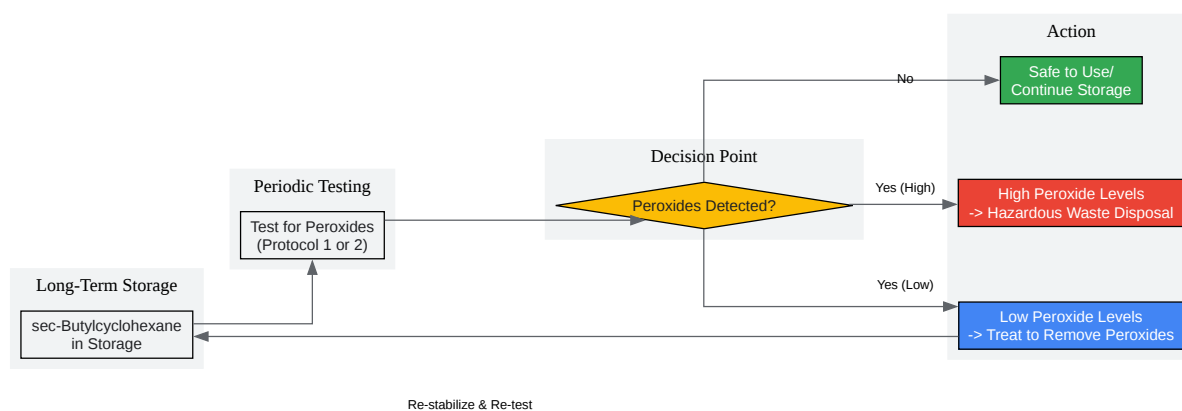 Action
Safe to Use/
Continue Storage
No
Decision Point
Peroxides Detected?
Yes (High)
High Peroxide Levels
-> Hazardous Waste Disposal
Periodic Testing
Test for Peroxides
(Protocol 1 or 2)
Long-Term Storage
sec-Butylcyclohexane
in Storage
Yes (Low)
Low Peroxide Levels
-> Treat to Remove Peroxides
Re-stabilize & Re-test